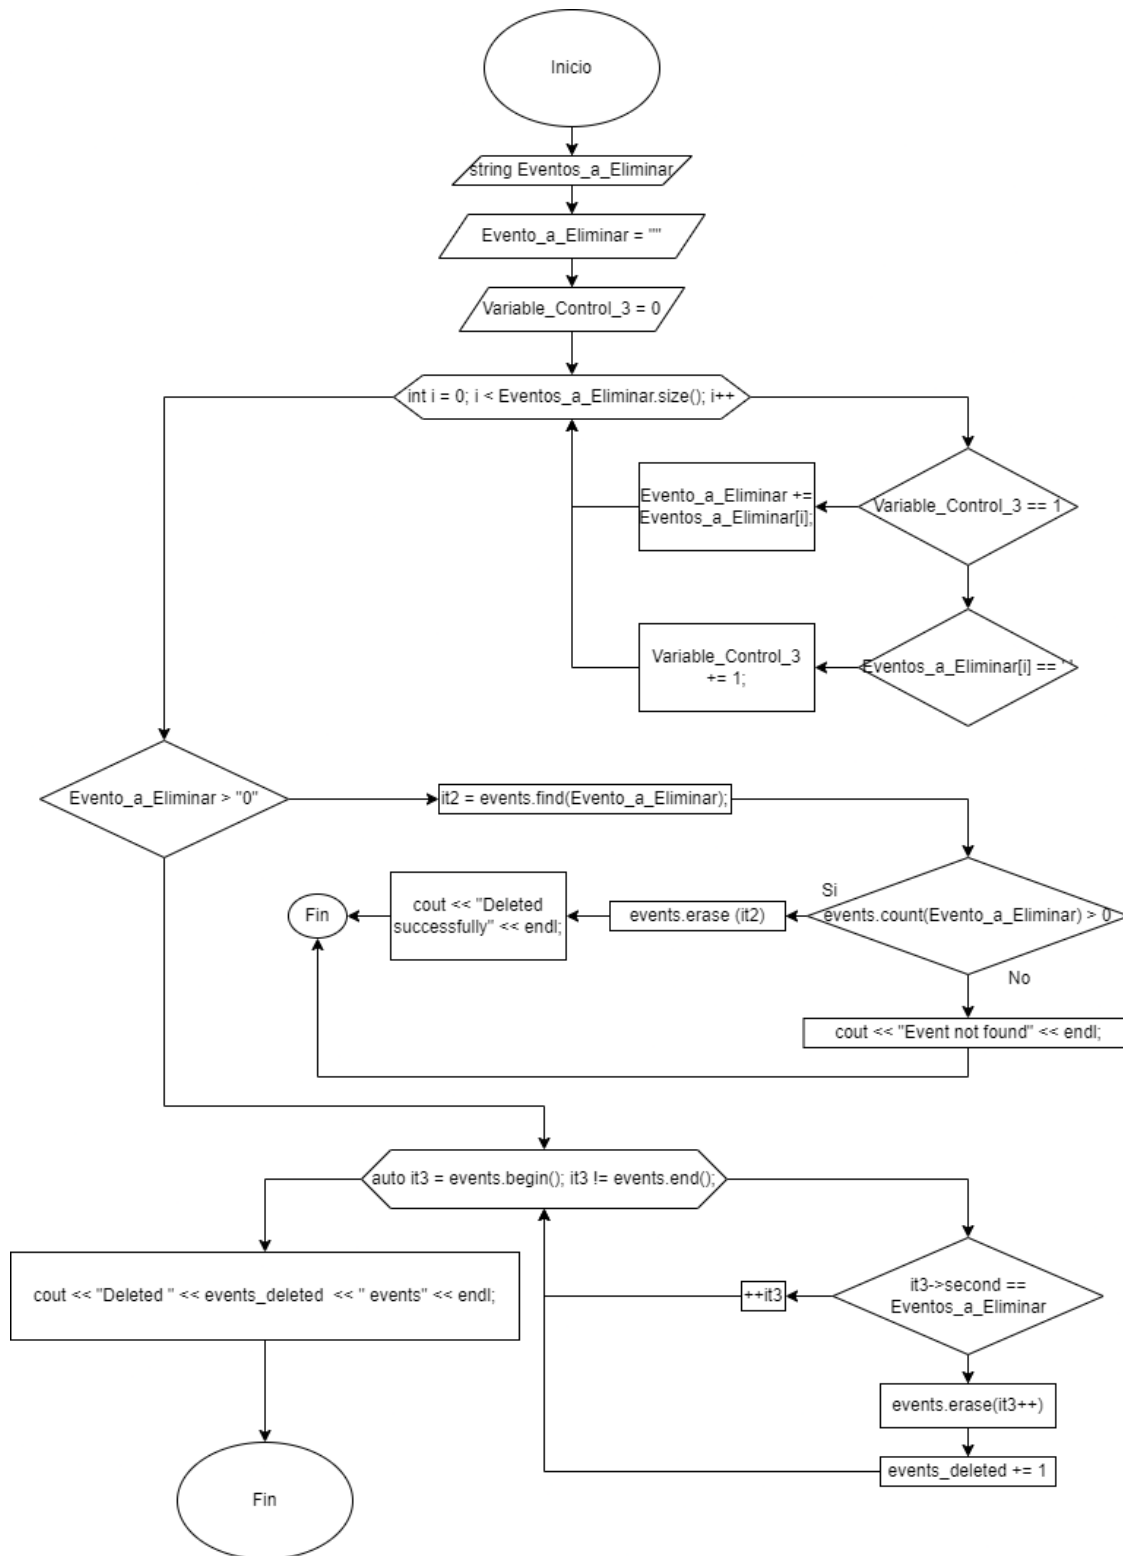 Inicio
string Eventos_a_Eliminar
Evento_a_Eliminar = ""
Variable_Control_3 = 0
int i = 0; i < Eventos_a_Eliminar.size(); i++
Evento_a_Eliminar +=
Eventos_a_Eliminar[i];
Variable_Control_3 == 1
Variable_Control_3
+= 1;
Eventos_a_Eliminar[i] == ' '
Evento_a_Eliminar > "0"
it2 = events.find(Evento_a_Eliminar);
Si
events.count(Evento_a_Eliminar) > 0
events.erase (it2)
cout << "Deleted
successfully" << endl;
Fin
No
cout << "Event not found" << endl;
auto it3 = events.begin(); it3 != events.end();
cout << "Deleted " << events_deleted << " events" << endl;
++it3
it3->second ==
Eventos_a_Eliminar
events.erase(it3++)
events_deleted += 1
Fin